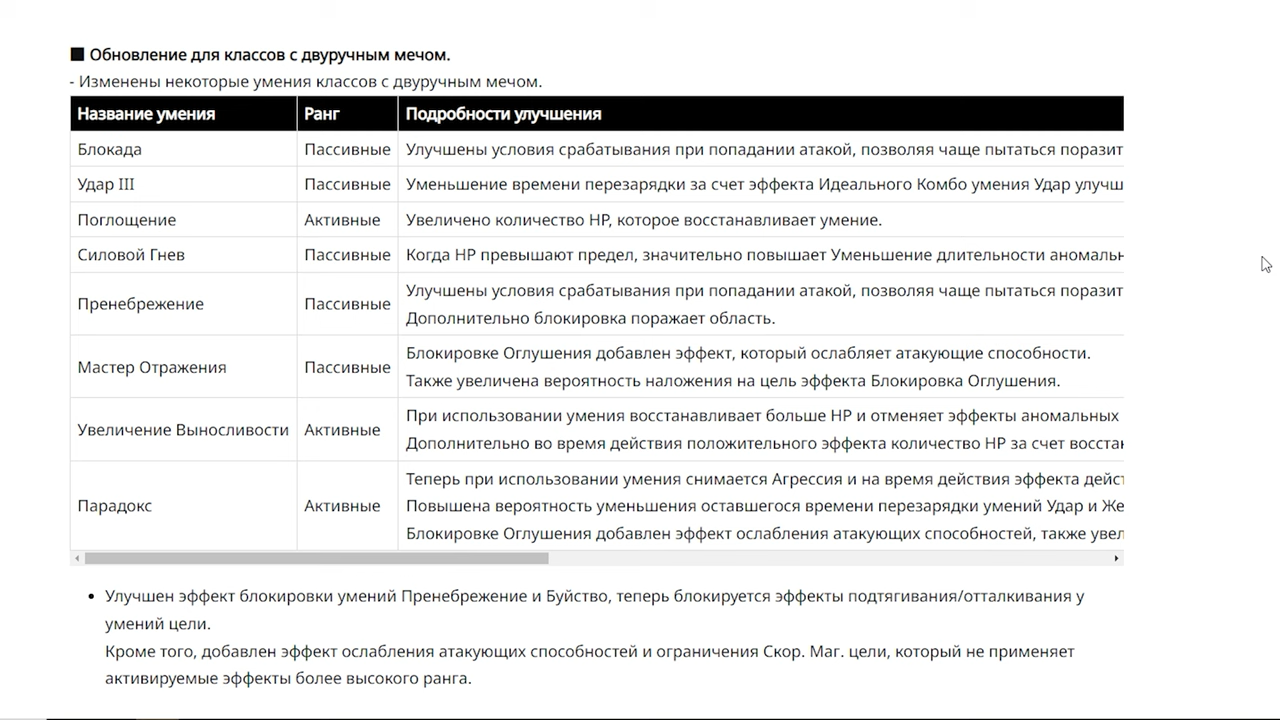 ■ Обновление для классов с двуручным мечом.
- Изменены некоторые умения классов с двуручным мечом.
Название умения Ранг Подробности улучшения
Блокада Пассивные Улучшены условия срабатывания при попадании атакой, позволяя чаще пытаться поразит
Удар III Пассивные Уменьшение времени перезарядки за счет эффекта Идеального Комбо умения Удар улучш
Поглощение Активные Увеличено количество HP, которое восстанавливает умение.
Силовой Гнев Пассивные Когда HP превышают предел, значительно повышает Уменьшение длительности аномальн
Пренебрежение Пассивные Улучшены условия срабатывания при попадании атакой, позволяя чаще пытаться поразит
Дополнительно блокировка поражает область.
Мастер Отражения Пассивные Блокировке Оглушения добавлен эффект, который ослабляет атакующие способности.
Также увеличена вероятность наложения на цель эффекта Блокировка Оглушения.
Увеличение Выносливости Активные При использовании умения восстанавливает больше HP и отменяет эффекты аномальных
Дополнительно во время действия положительного эффекта количество HP за счет восста
Парадокс Активные Теперь при использовании умения снимается Агрессия и на время действия эффекта дейст
Повышена вероятность уменьшения оставшегося времени перезарядки умений Удар и Же
Блокировке Оглушения добавлен эффект ослабления атакующих способностей, также увел
• Улучшен эффект блокировки умений Пренебрежение и Буйство, теперь блокируется эффекты подтягивания/отталкивания у
умений цели.
Кроме того, добавлен эффект ослабления атакующих способностей и ограничения Скор. Маг. цели, который не применяет
активируемые эффекты более высокого ранга.